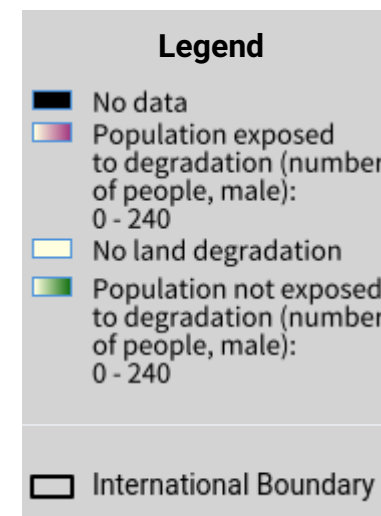 Legend
No data
Population exposed
to degradation (number
of people, male):
0 - 240
No land degradation
Population not exposed
to degradation (number
of people, male):
0 - 240
International Boundary